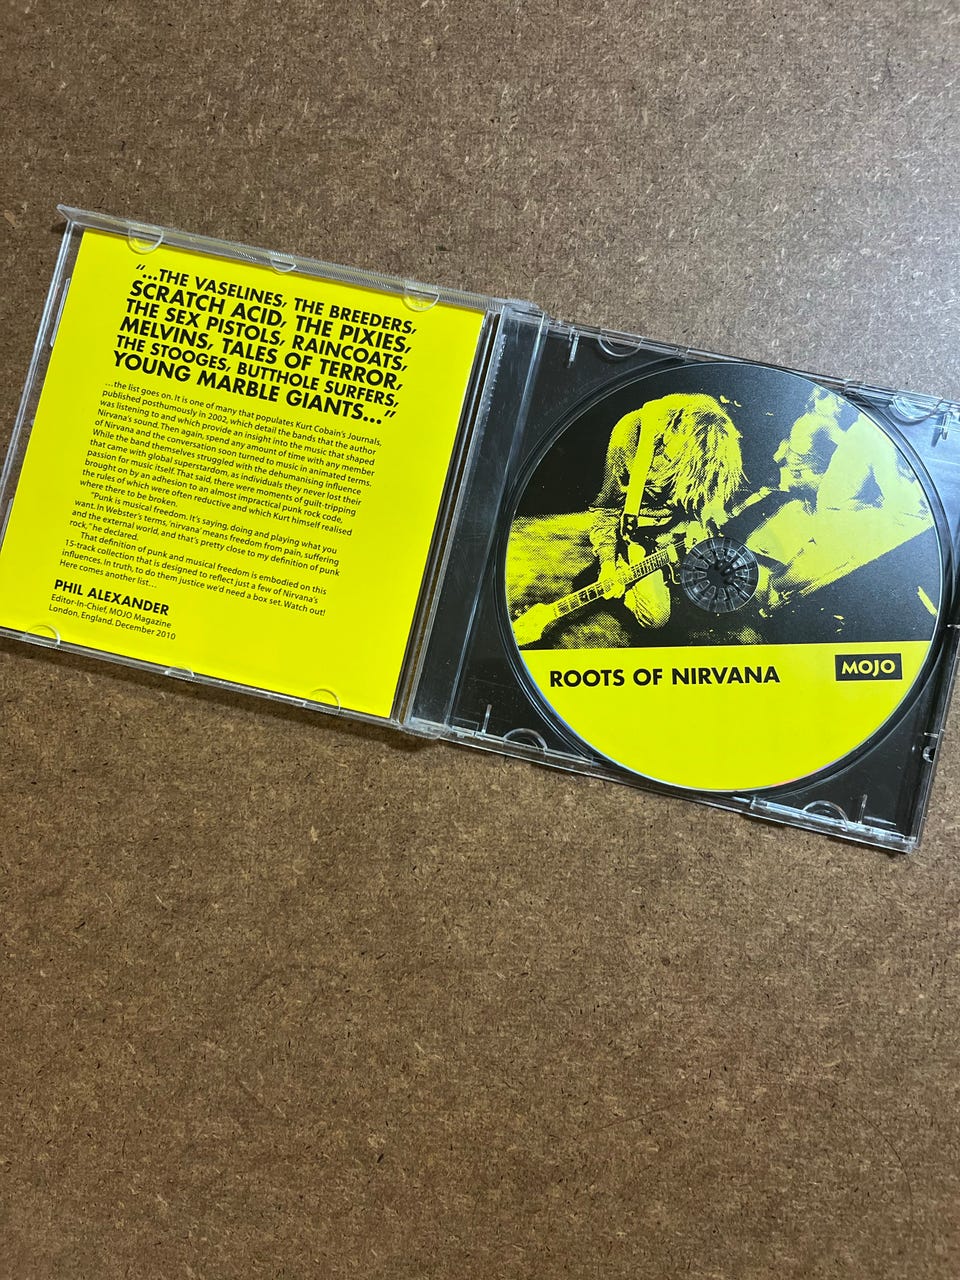 “...THE VASELINES, THE BREEDERS,
SCRATCH ACID, THE PIXIES,
THE SEX PISTOLS, RAINCOATS,
MELVINS, TALES OF TERROR,
THE STOOGES, BUTTHOLE SURFERS,
YOUNG MARBLE GIANTS...”
...the list goes on. It is one of many that populates Kurt Cobain's Journals,
published posthumously in 2002, which detail the bands that the author
was listening to and which provide an insight into the music that shaped
Nirvana's sound. Then again, spend any amount of time with any member
of Nirvana and the conversation soon turned to music in animated terms.
While the band themselves struggled with the dehumanising influence
that came with global superstardom, as individuals they never lost their
passion for music itself. That said, there were moments of guilt-tripping
brought on by an adhesion to an almost impractical punk rock code,
the rules of which were often reductive and which Kurt himself realised
where there to be broken.
“Punk is musical freedom. It's saying, doing and playing what you
want. In Webster's terms, 'nirvana' means freedom from pain, suffering
and the external world, and that's pretty close to my definition of punk
rock,” he declared.
That definition of punk and musical freedom is embodied on this
15-track collection that is designed to reflect just a few of Nirvana's
influences. In truth, to do them justice we'd need a box set. Watch out!
Here comes another list...
PHIL ALEXANDER
Editor-In-Chief, MOJO Magazine
London, England. December 2010
ROOTS OF NIRVANA
MOJO